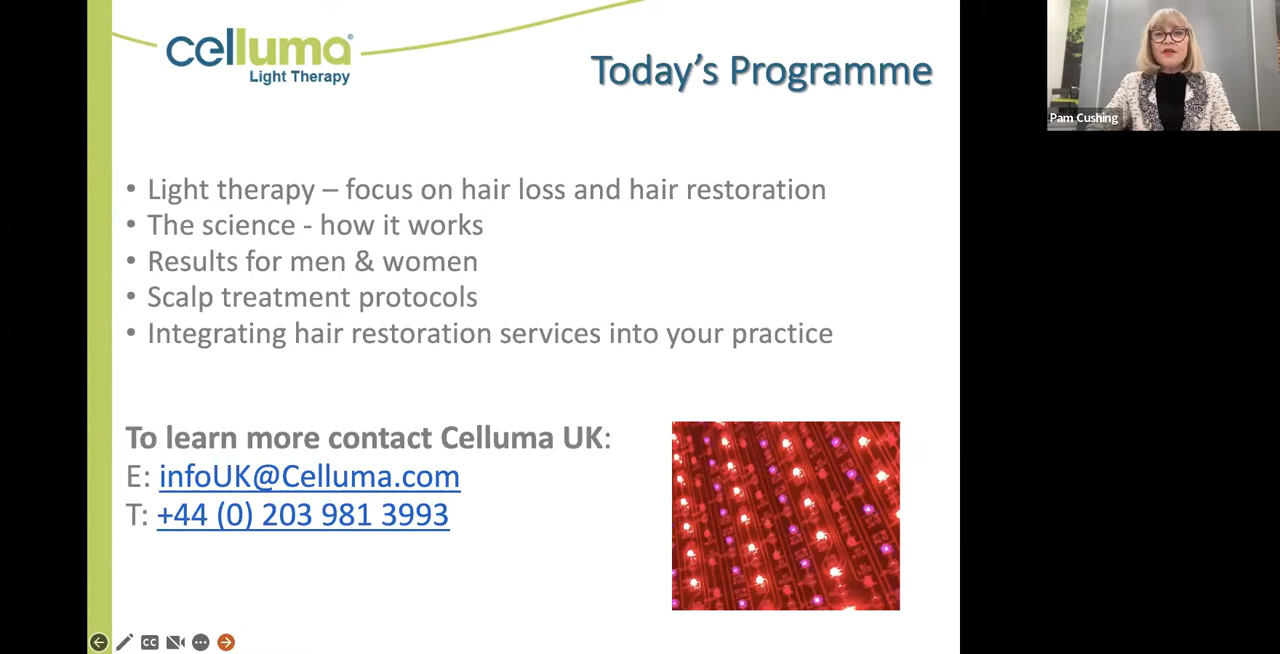 celluma®
Light Therapy
Today's Programme
Pam Cushing
• Light therapy – focus on hair loss and hair restoration
• The science - how it works
• Results for men & women
• Scalp treatment protocols
• Integrating hair restoration services into your practice
To learn more contact Celluma UK:
E: infoUK@Celluma.com
T: +44 (0) 203 981 3993
CC